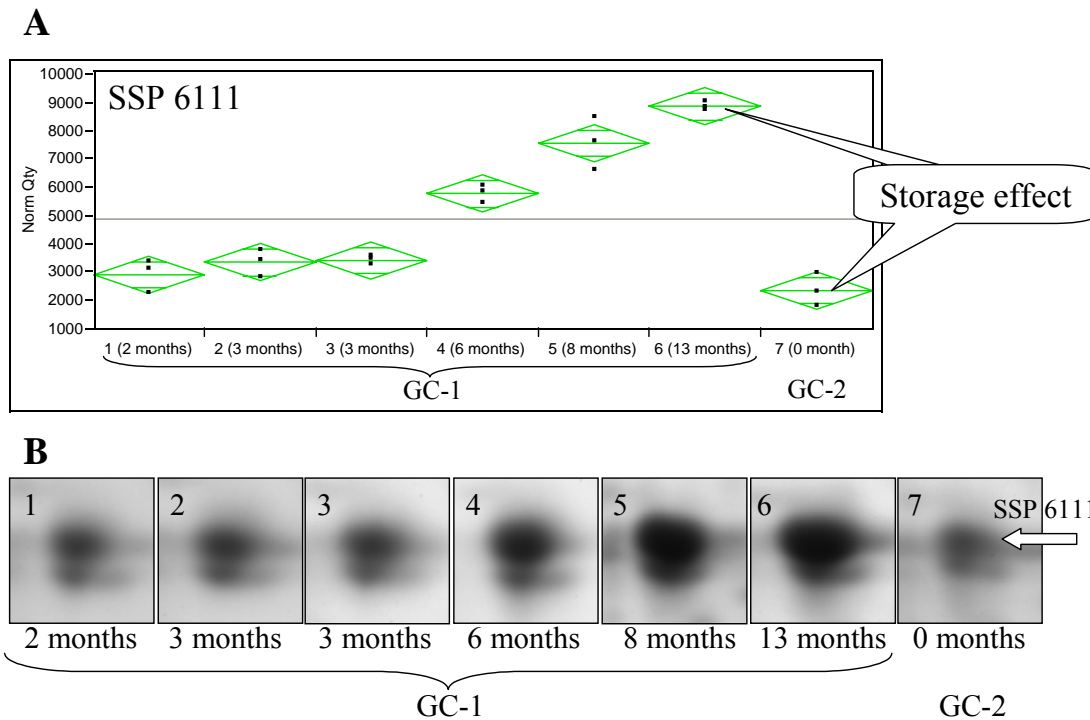 A
SSP 6111
10000
9000
8000
7000
6000
5000
4000
3000
2000
1000
Norm Qty
Storage effect
1 (2 months) 2 (3 months) 3 (3 months) 4 (6 months) 5 (8 months) 6 (13 months) 7 (0 month)
GC-1 GC-2
B
1 2 3 4 5 6 7
SSP 6111
2 months 3 months 3 months 6 months 8 months 13 months 0 months
GC-1 GC-2